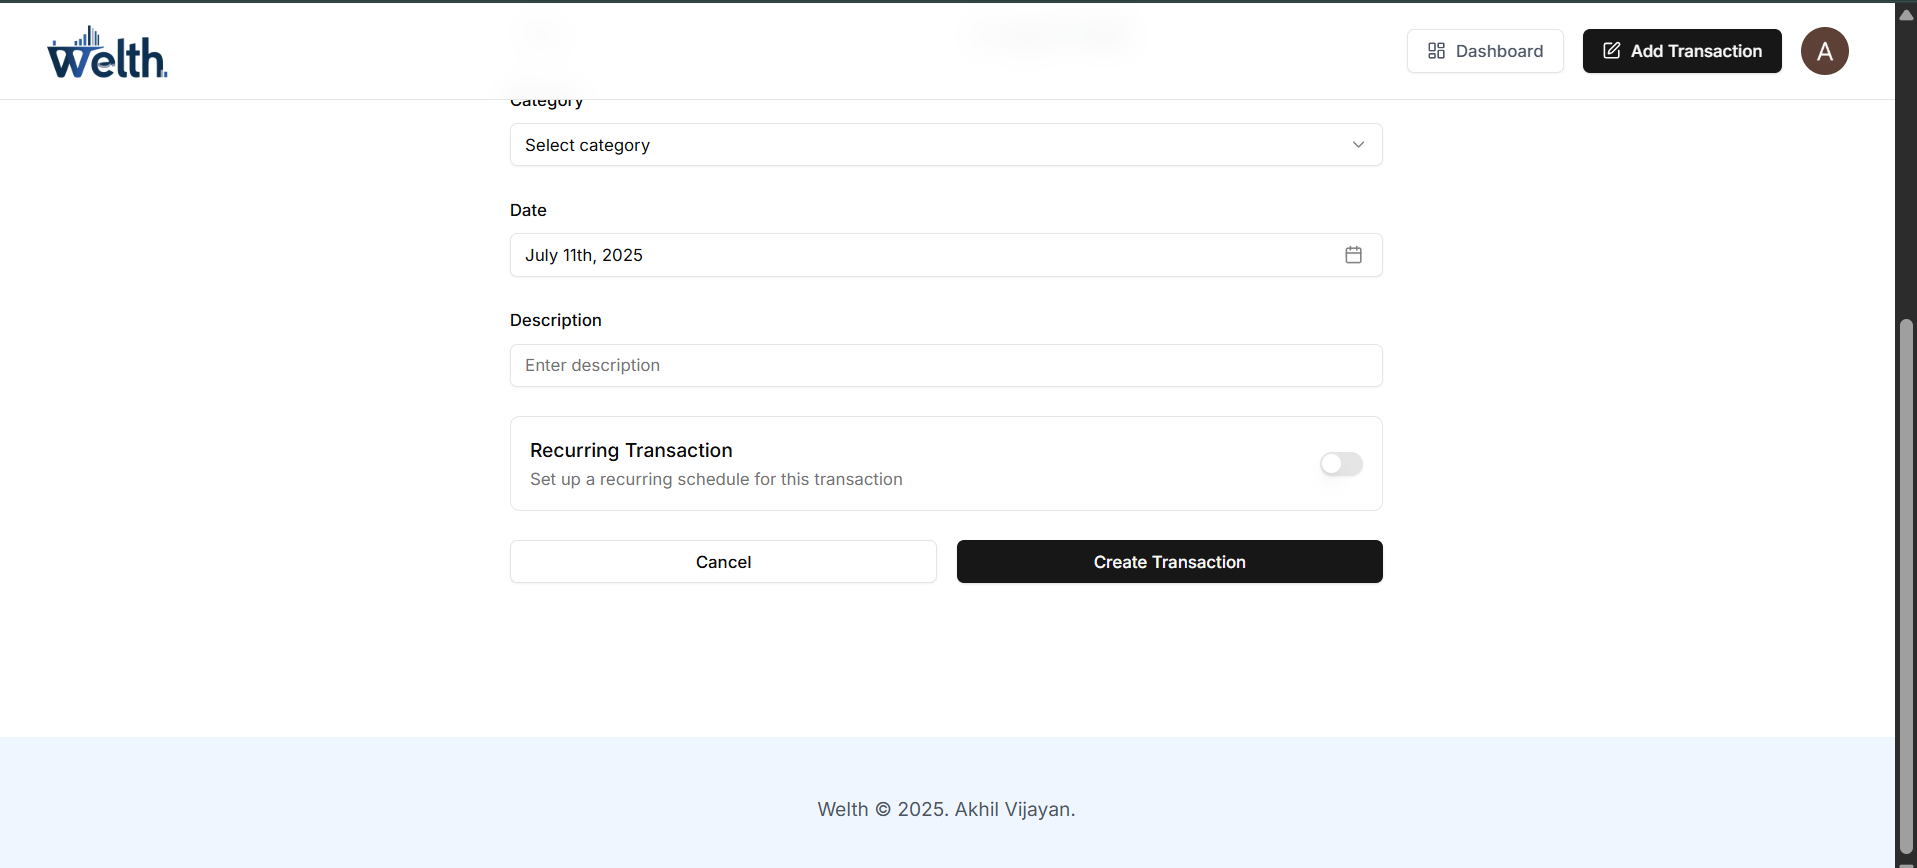 Welth.
Dashboard
Add Transaction
A
Category
Select category
Date
July 11th, 2025
Description
Enter description
Recurring Transaction
Set up a recurring schedule for this transaction
Cancel
Create Transaction
Welth © 2025. Akhil Vijayan.